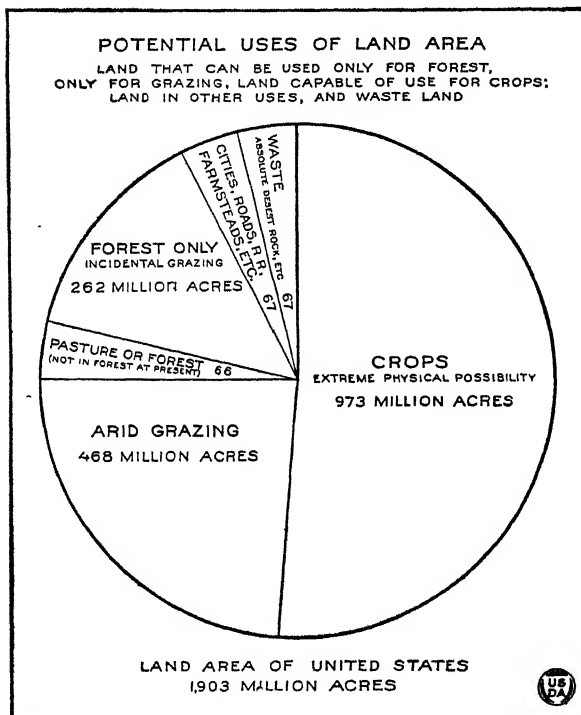 POTENTIAL USES OF LAND AREA
LAND THAT CAN BE USED ONLY FOR FOREST,
ONLY FOR GRAZING, LAND CAPABLE OF USE FOR CROPS;
LAND IN OTHER USES, AND WASTE LAND
WASTE
ABSOLUTE DESERT ROCK, ETC
67
CITIES, ROADS, R R,
FARMSTEADS, ETC.
67
FOREST ONLY
INCIDENTAL GRAZING
262 MILLION ACRES
PASTURE OR FOREST
(NOT IN FOREST AT PRESENT) 66
CROPS
EXTREME PHYSICAL POSSIBILITY
973 MILLION ACRES
ARID GRAZING
468 MILLION ACRES
LAND AREA OF UNITED STATES
1,903 MILLION ACRES
US
DA